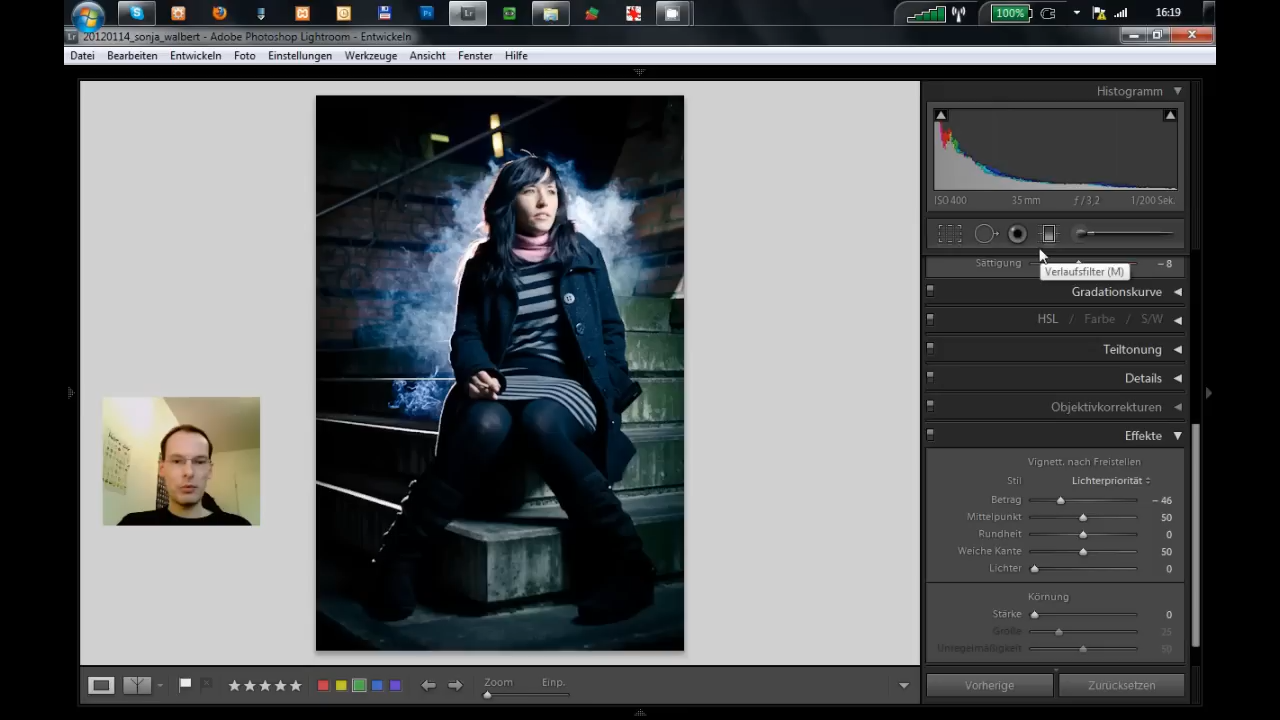 100%
16:19
20120114_sonja_walbert - Adobe Photoshop Lightroom - Entwickeln
Datei Bearbeiten Entwickeln Foto Einstellungen Werkzeuge Ansicht Fenster Hilfe
Histogramm
ISO 400 35 mm ƒ / 3,2 1/200 Sek.
Sättigung - 8
Verlaufsfilter (M)
Gradationskurve
HSL / Farbe / S/W
Teiltonung
Details
Objektivkorrekturen
Effekte
Vignett. nach Freistellen
Stil Lichterpriorität
Betrag - 46
Mittelpunkt 50
Rundheit 0
Weiche Kante 50
Lichter 0
Körnung
Stärke 0
Größe 25
Unregelmäßigkeit 50
Zoom Einp.
Vorherige Zurücksetzen